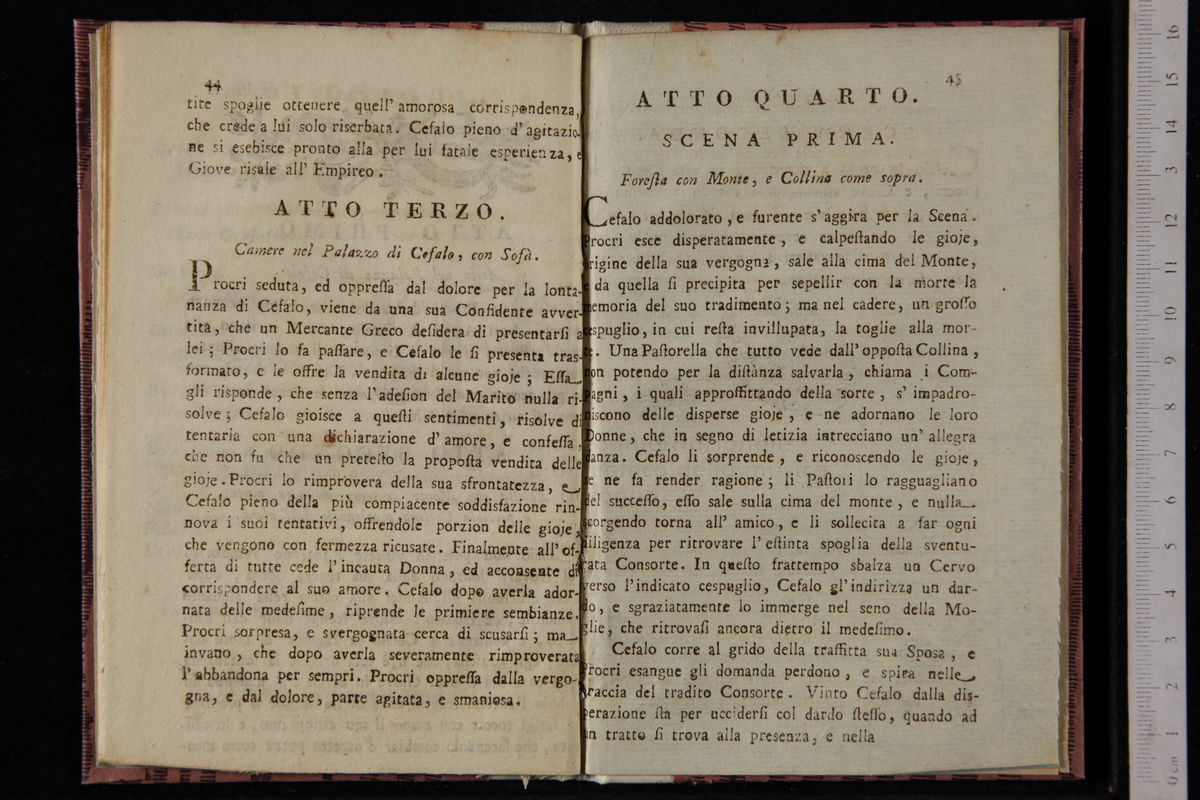 44
tite spoglie ottenere quell' amorosa corrispondenza,
che crede a lui solo riserbata. Cefalo pieno d' agitazio-
ne si esebisce pronto alla per lui fatale esperienza, e
Giove risale all' Empireo.
ATTO TERZO.
Camere nel Palazzo di Cefalo, con Sofà.
Procri seduta, ed oppreſſa dal dolore per la lonta-
nanza di Cefalo, viene da una sua Confidente avver-
tita, che un Mercante Greco deſidera di presentarſi a
lei; Procri lo fa paſſare, e Cefalo le ſi presenta tras-
formato, e le offre la vendita di alcune gioje; Eſſa
gli risponde, che senza l'adeſion del Marito nulla ri-
solve; Cefalo gioisce a queſti sentimenti, risolve di
tentarla con una dichiarazione d' amore, e confeſſa,
che non fu che un preteſto la propoſta vendita delle
gioje. Procri lo rimprovera della sua sfrontatezza, e
Cefalo pieno della più compiacente soddisfazione rin-
nova i suoi tentativi, offrendole porzion delle gioje,
che vengono con fermezza ricusate. Finalmente all' of-
ferta di tutte cede l'incauta Donna, ed acconsente di
corrispondere al suo amore. Cefalo dopo averla ador-
nata delle medeſime, riprende le primiere sembianze.
Procri sorpresa, e svergognata cerca di scusarſi; ma
invano, che dopo averla severamente rimproverata
l'abbandona per sempri. Procri oppreſſa dalla vergo-
gna, e dal dolore, parte agitata, e smaniosa.
45
ATTO QUARTO.
SCENA PRIMA.
Foreſta con Monte, e Collina come sopra.
Cefalo addolorato, e furente s'aggira per la Scena.
Procri esce disperatamente, e calpeſtando le gioje,
origine della sua vergogna, sale alla cima del Monte,
e da quella ſi precipita per sepellir con la morte la
memoria del suo tradimento; ma nel cadere, un groſſo
cespuglio, in cui reſta invillupata, la toglie alla mor-
te. Una Paſtorella che tutto vede dall' oppoſta Collina,
non potendo per la diſtanza salvarla, chiama i Com-
pagni, i quali approffittando della sorte, s' impadro-
niscono delle disperse gioje, e ne adornano le loro
Donne, che in segno di letizia intrecciano un' allegra
danza. Cefalo li sorprende, e riconoscendo le gioje,
se ne fa render ragione; li Paſtori lo ragguagliano
del succeſſo, eſſo sale sulla cima del monte, e nulla
scorgendo torna all' amico, e li sollecita a far ogni
diligenza per ritrovare l' eſtinta spoglia della sventu-
rata Consorte. In queſto frattempo sbalza un Cervo
verso l'indicato cespuglio, Cefalo gl'indirizza un dar-
do, e sgraziatamente lo immerge nel seno della Mo-
glie, che ritrovaſi ancora dietro il medeſimo.
Cefalo corre al grido della traffitta sua Sposa, e
Procri esangue gli domanda perdono, e spira nelle
braccia del tradito Consorte. Vinto Cefalo dalla dis-
perazione ſta per ucciderſi col dardo ſteſſo, quando ad
un tratto ſi trova alla presenza, e nella